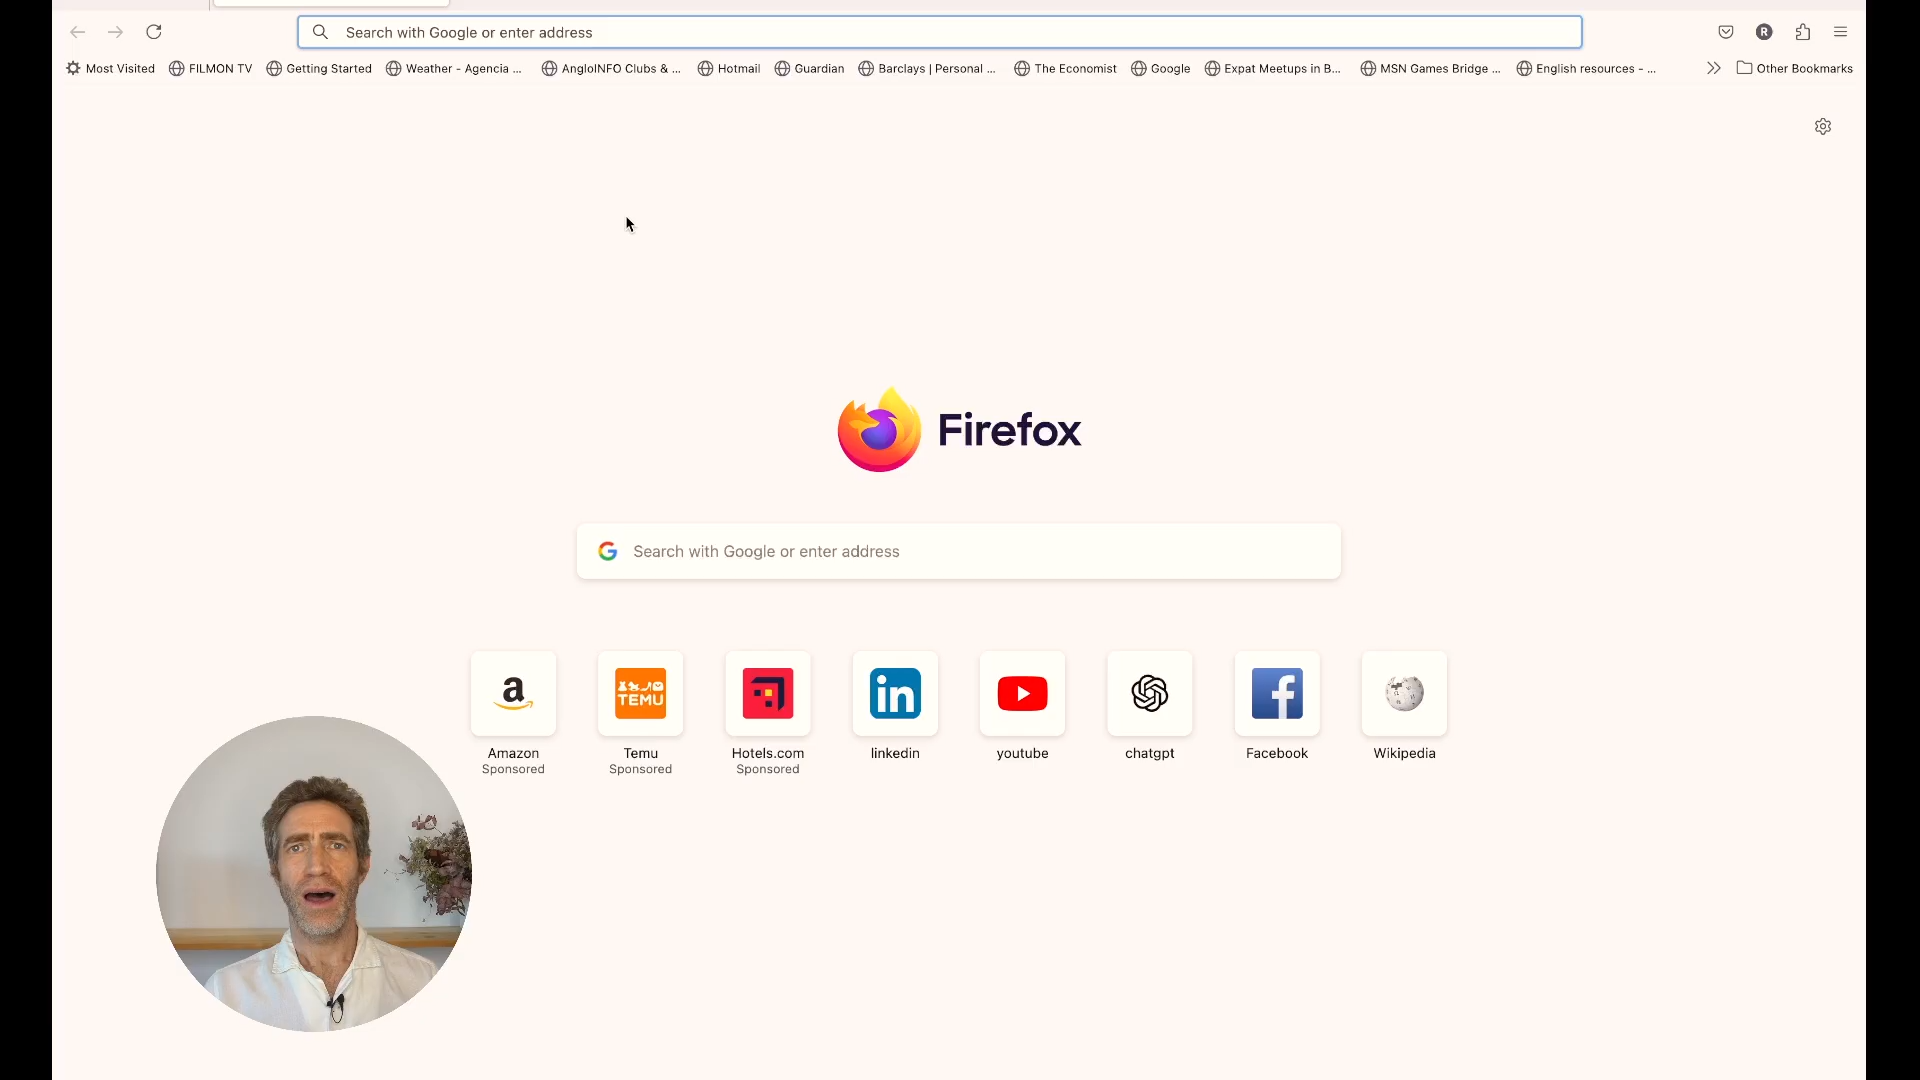 Search with Google or enter address
R
Most Visited FILMON TV Getting Started Weather - Agencia ... AngloINFO Clubs & ... Hotmail Guardian Barclays | Personal ... The Economist Google Expat Meetups in B... MSN Games Bridge ... English resources - ... Other Bookmarks
Firefox
Search with Google or enter address
a TEMU in f
Amazon Temu Hotels.com linkedin youtube chatgpt Facebook Wikipedia
Sponsored Sponsored Sponsored